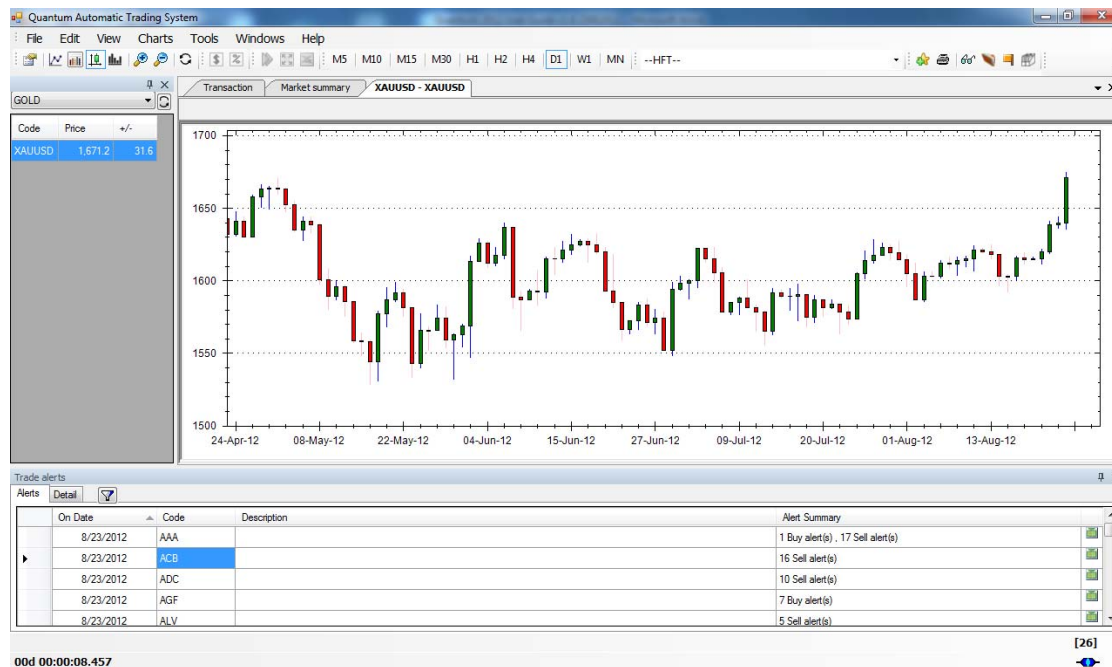 Quantum Automatic Trading System
File Edit View Charts Tools Windows Help
M5 M10 M15 M30 H1 H2 H4 D1 W1 MN --HFT--
GOLD
Transaction Market summary XAUUSD - XAUUSD
Code Price +/-
XAUUSD 1,671.2 31.6
1700
1650
1600
1550
1500
24-Apr-12 08-May-12 22-May-12 04-Jun-12 15-Jun-12 27-Jun-12 09-Jul-12 20-Jul-12 01-Aug-12 13-Aug-12
Trade alerts
Alerts Detail
On Date Code Description Alert Summary
8/23/2012 AAA 1 Buy alert(s) , 17 Sell alert(s)
8/23/2012 ACB 16 Sell alert(s)
8/23/2012 ADC 10 Sell alert(s)
8/23/2012 AGF 7 Buy alert(s)
8/23/2012 ALV 5 Sell alert(s)
[26]
00d 00:00:08.457